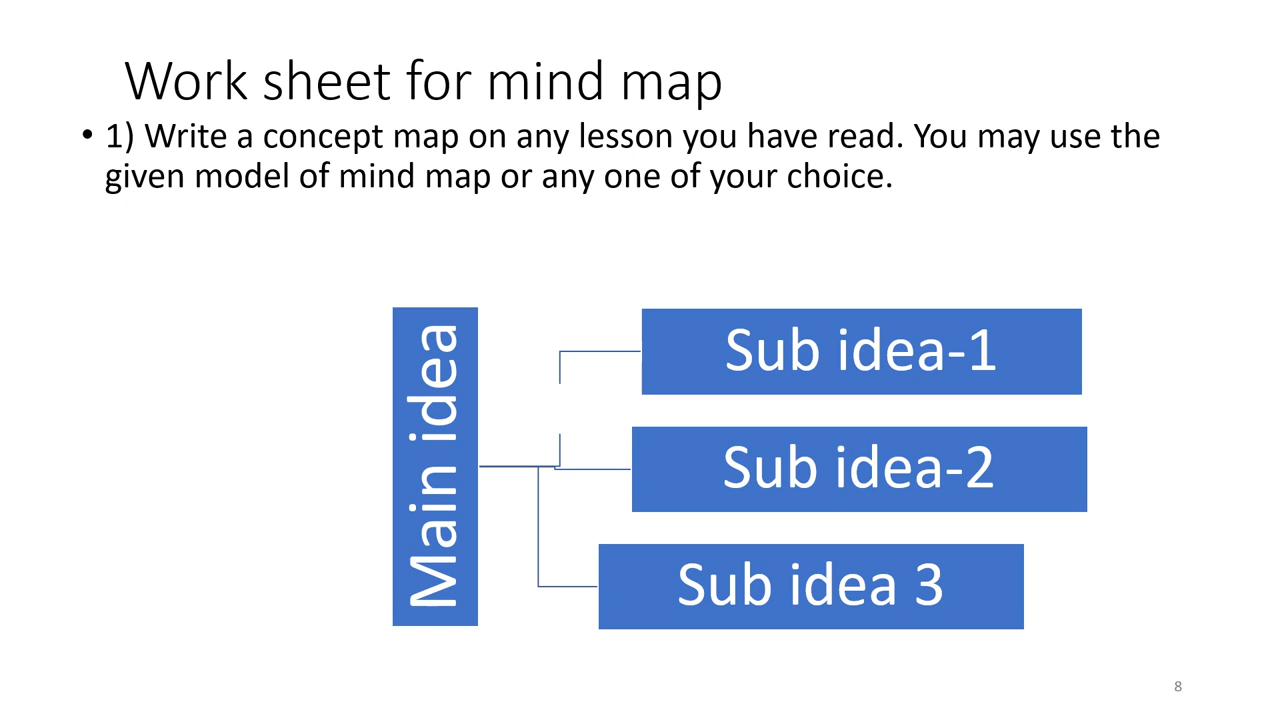 Work sheet for mind map
• 1) Write a concept map on any lesson you have read. You may use the
given model of mind map or any one of your choice.
Main idea
Sub idea-1
Sub idea-2
Sub idea 3
8